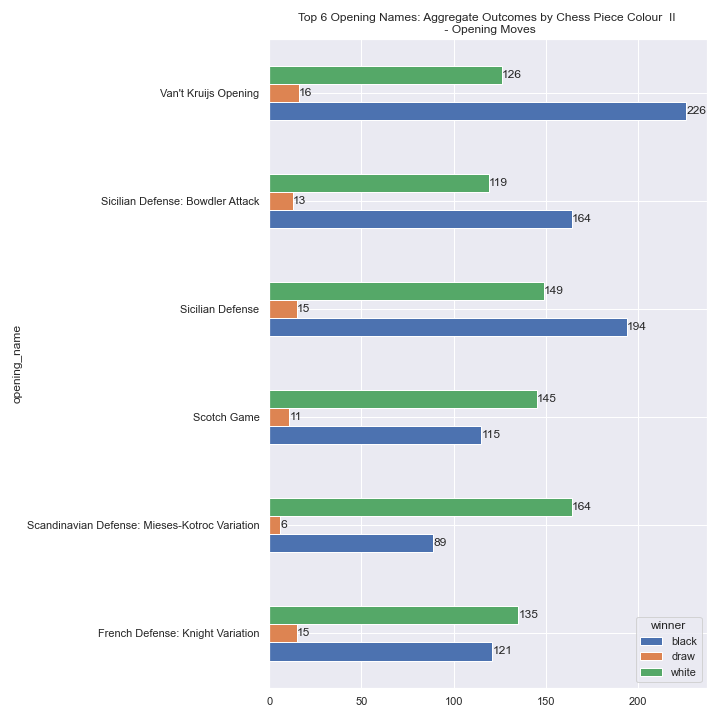 Top 6 Opening Names: Aggregate Outcomes by Chess Piece Colour  II
- Opening Moves
opening_name
Van't Kruijs Opening
126
16
226
Sicilian Defense: Bowdler Attack
119
13
164
Sicilian Defense
149
15
194
Scotch Game
145
11
115
Scandinavian Defense: Mieses-Kotroc Variation
164
6
89
French Defense: Knight Variation
135
15
121
winner
black
draw
white
0 50 100 150 200